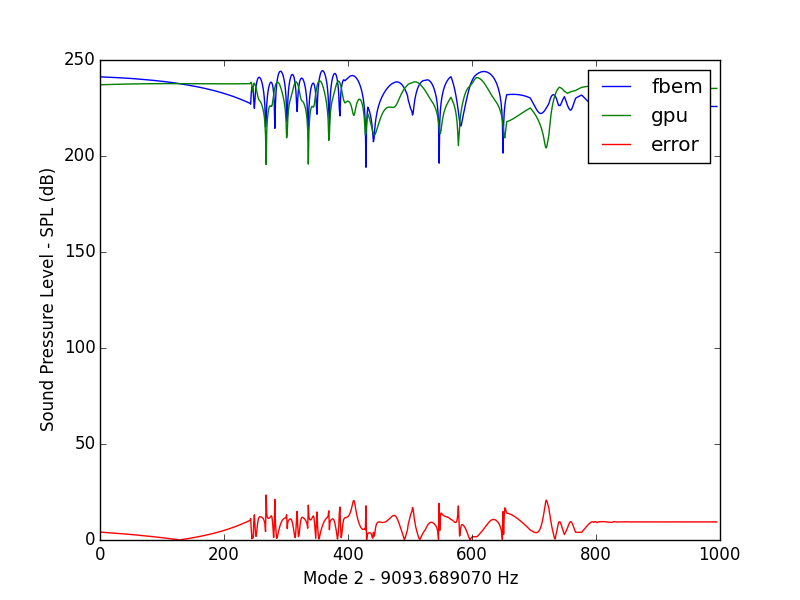 250
200
150
100
50
0
Sound Pressure Level - SPL (dB)
fbem
gpu
error
0 200 400 600 800 1000
Mode 2 - 9093.689070 Hz